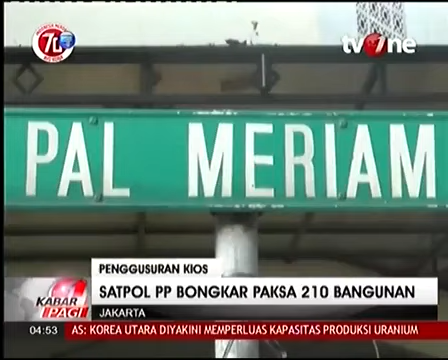 70
tvOne
PAL MERIAM
PENGGUSURAN KIOS
SATPOL PP BONGKAR PAKSA 210 BANGUNAN
KABAR
PAGI
JAKARTA
04:53 AS: KOREA UTARA DIYAKINI MEMPERLUAS KAPASITAS PRODUKSI URANIUM